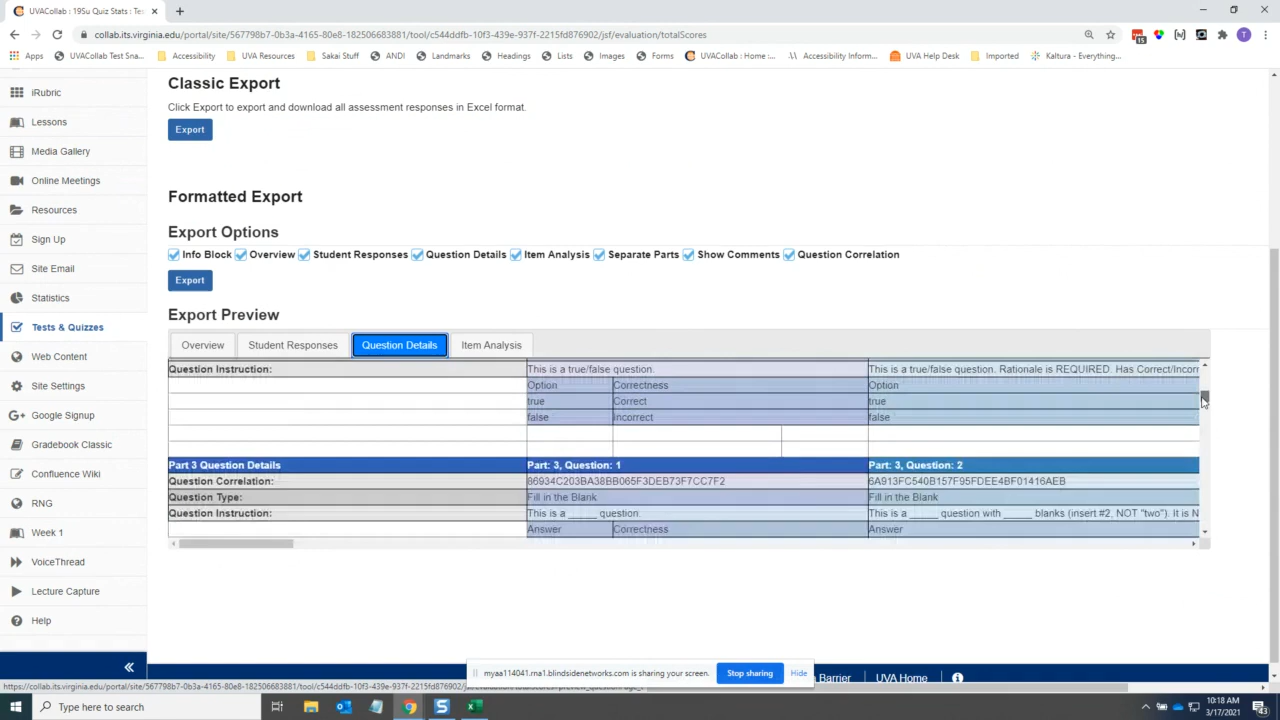 UVACollab : 19Su Quiz Stats : Tes
collab.its.virginia.edu/portal/site/567798b7-0b3a-4165-80e8-182506683881/tool/c544ddfb-10f3-439e-937f-2215fd876902/jsf/evaluation/totalScores
15
T
Apps UVACollab Test Sna... Accessibility UVA Resources Sakai Stuff ANDI Landmarks Headings Lists Images Forms UVACollab : Home :... Accessibility Inform... UVA Help Desk Imported Kaltura - Everything...
iRubric
Lessons
Media Gallery
Online Meetings
Resources
Sign Up
Site Email
Statistics
Tests & Quizzes
Web Content
Site Settings
Google Signup
Gradebook Classic
Confluence Wiki
RNG
Week 1
VoiceThread
Lecture Capture
Help
Classic Export
Click Export to export and download all assessment responses in Excel format.
Export
Formatted Export
Export Options
Info Block Overview Student Responses Question Details Item Analysis Separate Parts Show Comments Question Correlation
Export
Export Preview
Overview Student Responses Question Details Item Analysis
Question Instruction: This is a true/false question. This is a true/false question. Rationale is REQUIRED. Has Correct/Incorr
Option Correctness Option
true Correct true
false Incorrect false
Part 3 Question Details Part: 3, Question: 1 Part: 3, Question: 2
Question Correlation: 86934C203BA38BB065F3DEB73F7CC7F2 6A913FC540B157F95FDEE4BF01416AEB
Question Type: Fill in the Blank Fill in the Blank
Question Instruction: This is a _____ question. This is a _____ question with _____ blanks (insert #2, NOT "two"). It is N
Answer Correctness Answer
myaa114041.rna1.blindsidenetworks.com is sharing your screen. Stop sharing Hide
Barrier UVA Home
Type here to search
10:18 AM
3/17/2021
43